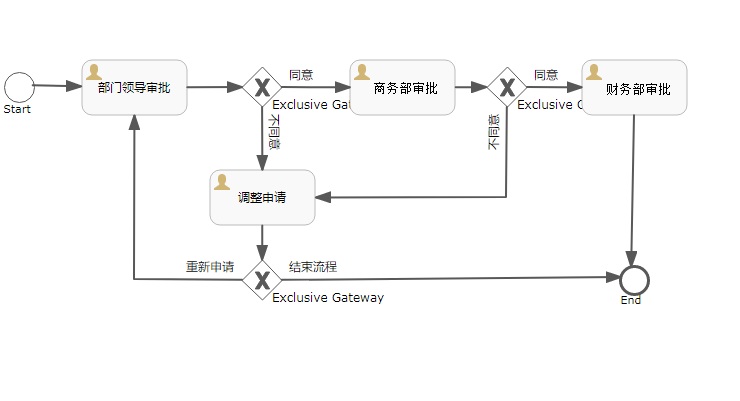 Start
部门领导审批
同意
Exclusive Ga
不同意
商务部审批
同意
Exclusive
不同意
财务部审批
调整申请
重新申请
结束流程
Exclusive Gateway
End